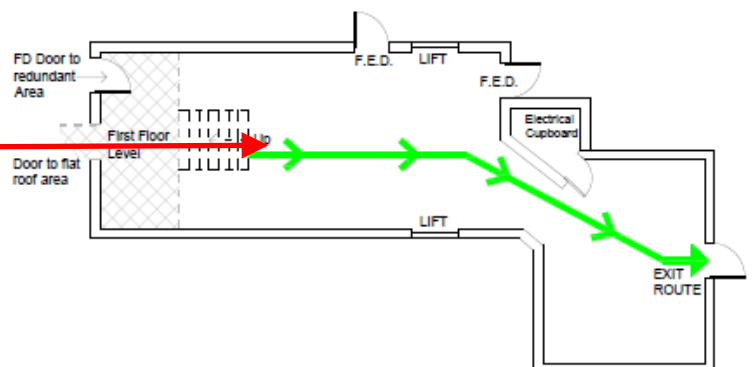 FD Door to
redundant
Area
F.E.D.
LIFT
F.E.D.
Electrical
Cupboard
First Floor
Level
Up
Door to flat
roof area
LIFT
EXIT
ROUTE